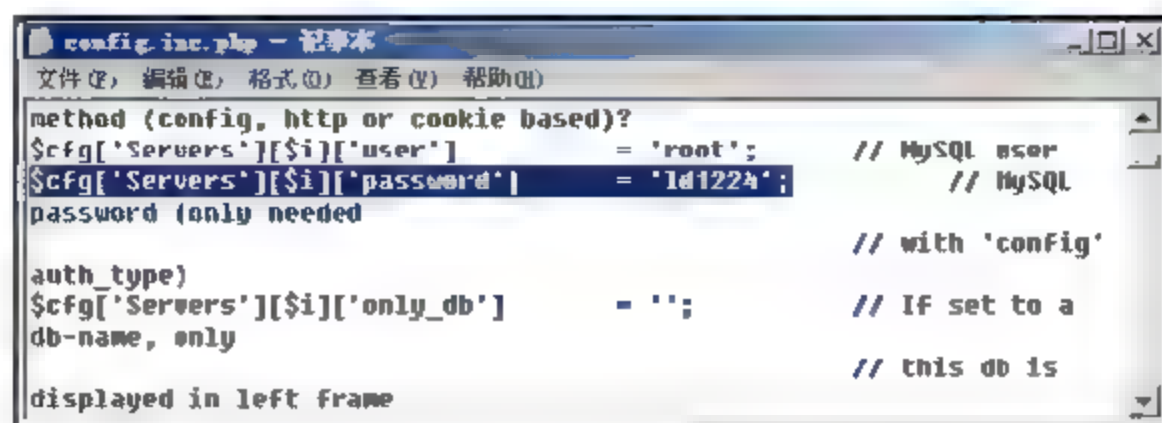 config.inc.php - 记事本
文件(F) 编辑(E) 格式(O) 查看(V) 帮助(H)
method (config, http or cookie based)?
$cfg['Servers'][$i]['user'] = 'root'; // MySQL user
$cfg['Servers'][$i]['password'] = 'ld1224'; // MySQL
password (only needed
// with 'config'
auth_type)
$cfg['Servers'][$i]['only_db'] = ''; // If set to a
db-name, only
// this db is
displayed in left frame